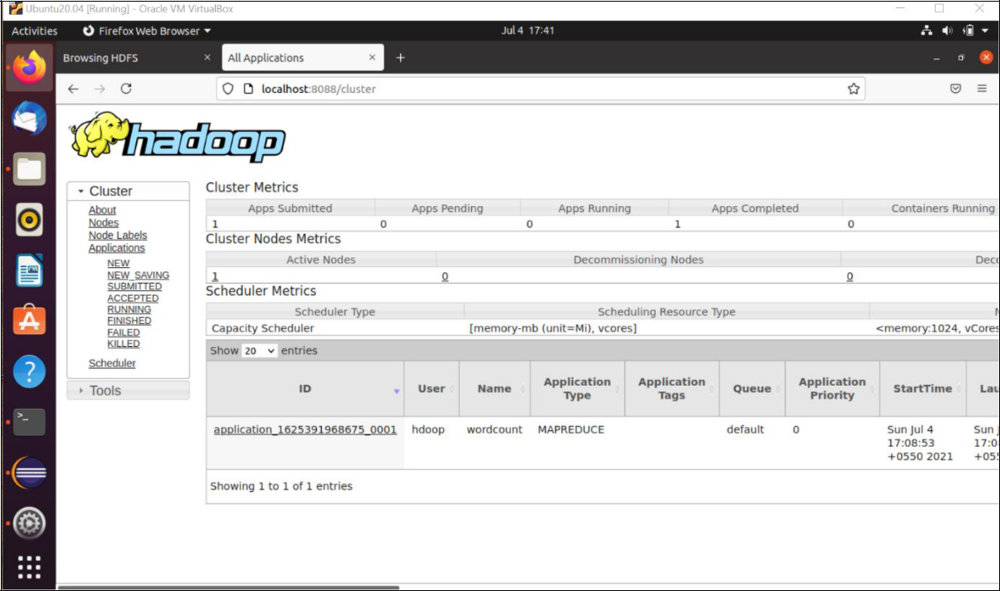 Ubuntu20.04 [Running] - Oracle VM VirtualBox
Activities Firefox Web Browser Jul 4 17:41
Browsing HDFS × All Applications × +
localhost:8088/cluster
hadoop
Cluster
About
Nodes
Node Labels
Applications
NEW
NEW_SAVING
SUBMITTED
ACCEPTED
RUNNING
FINISHED
FAILED
KILLED
Scheduler
Tools
Cluster Metrics
Apps Submitted Apps Pending Apps Running Apps Completed Containers Running
1 0 0 1 0
Cluster Nodes Metrics
Active Nodes Decommissioning Nodes Deco
1 0 0
Scheduler Metrics
Scheduler Type Scheduling Resource Type
Capacity Scheduler [memory-mb (unit=Mi), vcores] <memory:1024, vCores
Show 20 entries
ID User Name Application Type Application Tags Queue Application Priority StartTime Lau
application_1625391968675_0001 hdoop wordcount MAPREDUCE default 0 Sun Jul 4 Sun
17:08:53 17:0
+0550 2021 +05
Showing 1 to 1 of 1 entries